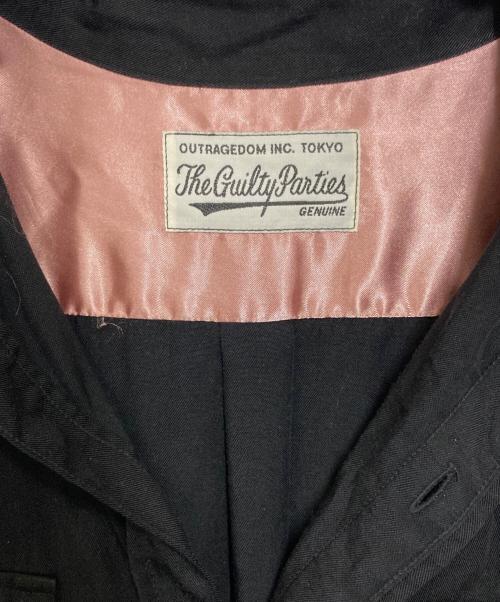 OUTRAGEDOM INC. TOKYO
The Guilty Parties
GENUINE